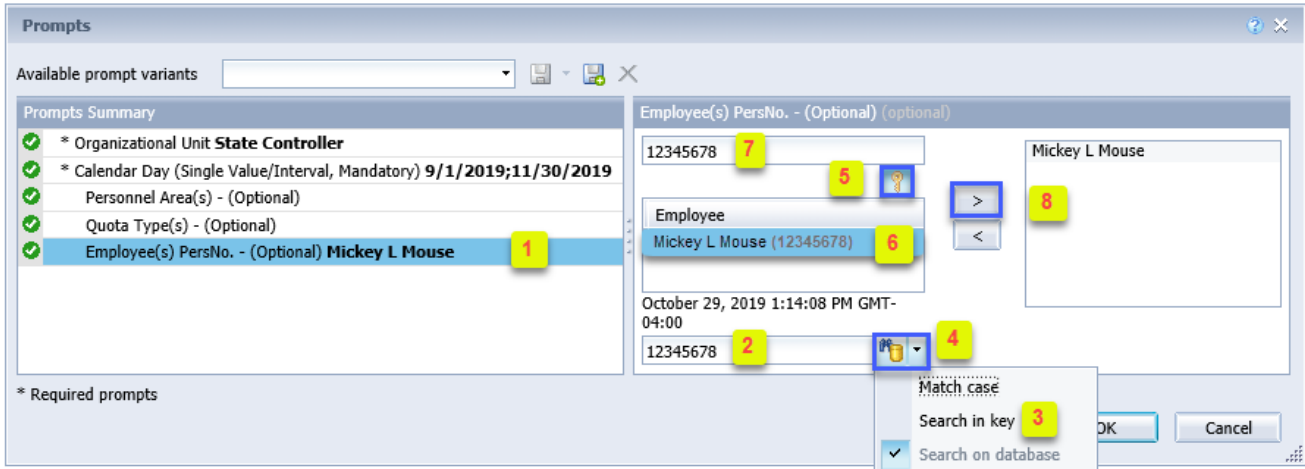 Prompts
Available prompt variants
Prompts Summary
* Organizational Unit State Controller
* Calendar Day (Single Value/Interval, Mandatory) 9/1/2019;11/30/2019
Personnel Area(s) - (Optional)
Quota Type(s) - (Optional)
Employee(s) PersNo. - (Optional) Mickey L Mouse 1
* Required prompts
Employee(s) PersNo. - (Optional) (optional)
12345678 7
5
Employee
Mickey L Mouse (12345678) 6
October 29, 2019 1:14:08 PM GMT-
04:00
12345678 2
4
Match case
Search in key 3
Search on database
>
<
Mickey L Mouse
8
OK
Cancel